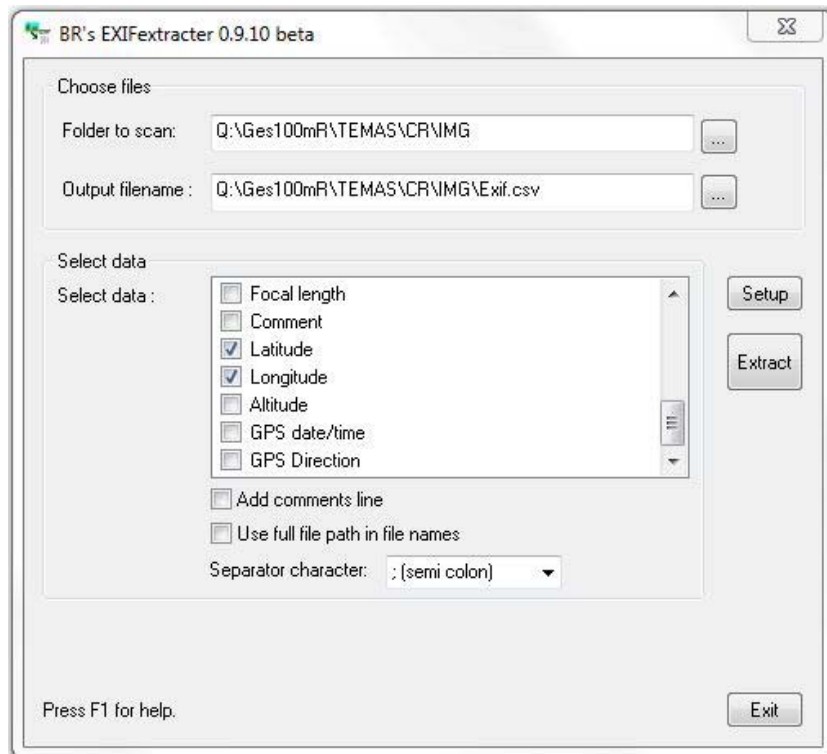 BR's EXIFextracter 0.9.10 beta
Choose files
Folder to scan: Q:\Ges100mR\TEMAS\CR\IMG ...
Output filename : Q:\Ges100mR\TEMAS\CR\IMG\Exif.csv ...
Select data
Select data :
Focal length
Comment
Latitude
Longitude
Altitude
GPS date/time
GPS Direction
Setup
Extract
Add comments line
Use full file path in file names
Separator character: ; (semi colon)
Press F1 for help.
Exit